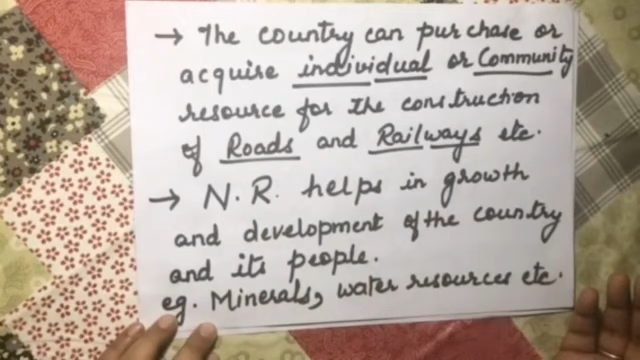 → The country can purchase or
acquire individual or Community
resource for the construction
of Roads and Railways etc.
→ N.R. helps in growth
and development of the country
and its people.
eg. Minerals, water resources etc.